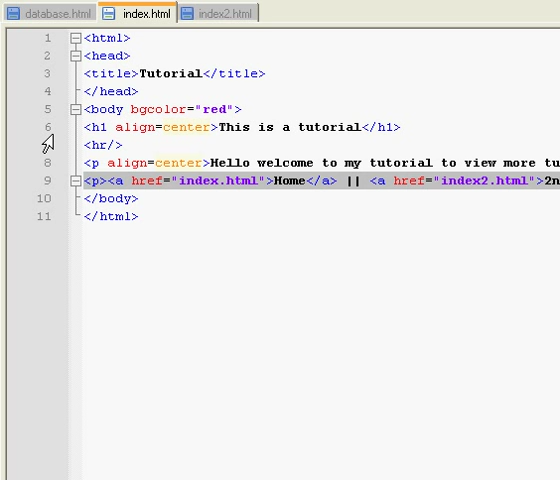 database.html index.html index2.html
1 <html>
2 <head>
3 <title>Tutorial</title>
4 </head>
5 <body bgcolor="red">
6 <h1 align=center>This is a tutorial</h1>
<hr/>
8 <p align=center>Hello welcome to my tutorial to view more tu
9 <p><a href="index.html">Home</a> || <a href="index2.html">2n
10 </body>
11 </html>